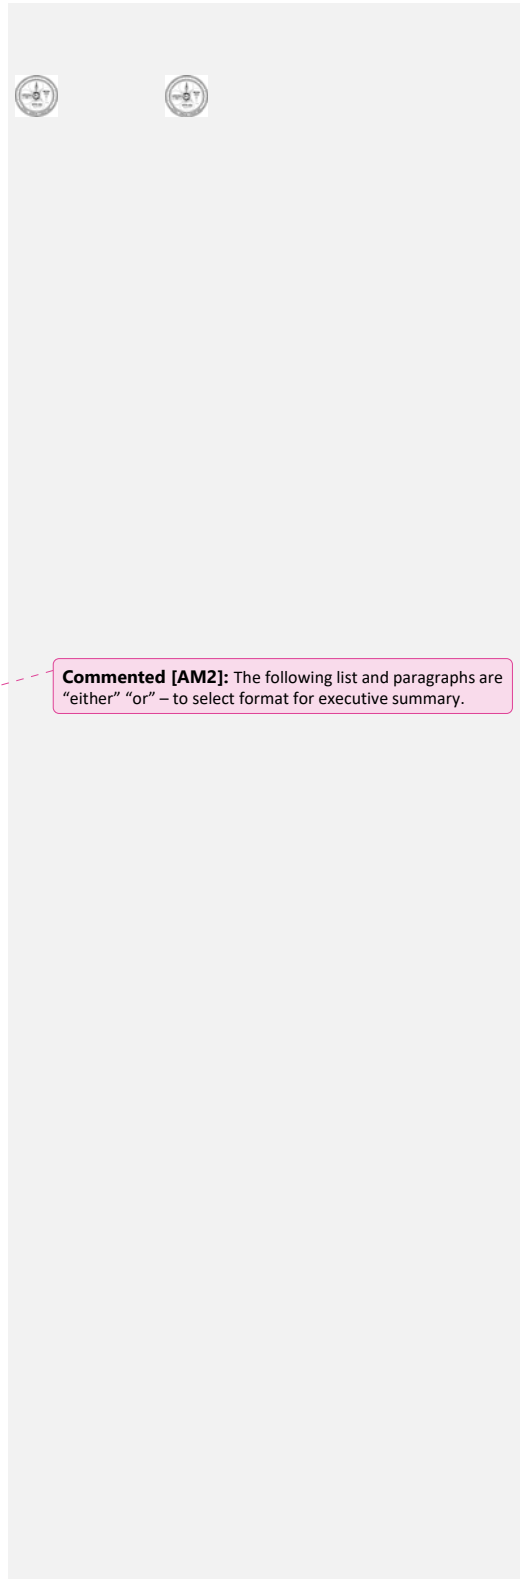 Commented [AM2]: The following list and paragraphs are
“either” “or” – to select format for executive summary.